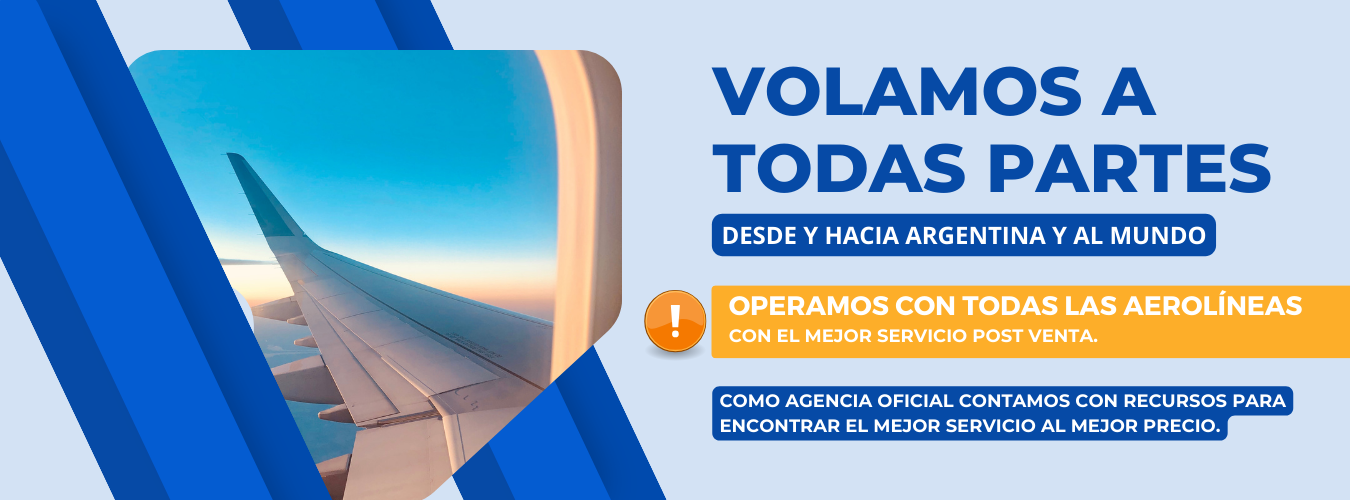 VOLAMOS A
TODAS PARTES
DESDE Y HACIA ARGENTINA Y AL MUNDO
!
OPERAMOS CON TODAS LAS AEROLÍNEAS
CON EL MEJOR SERVICIO POST VENTA.
COMO AGENCIA OFICIAL CONTAMOS CON RECURSOS PARA
ENCONTRAR EL MEJOR SERVICIO AL MEJOR PRECIO.